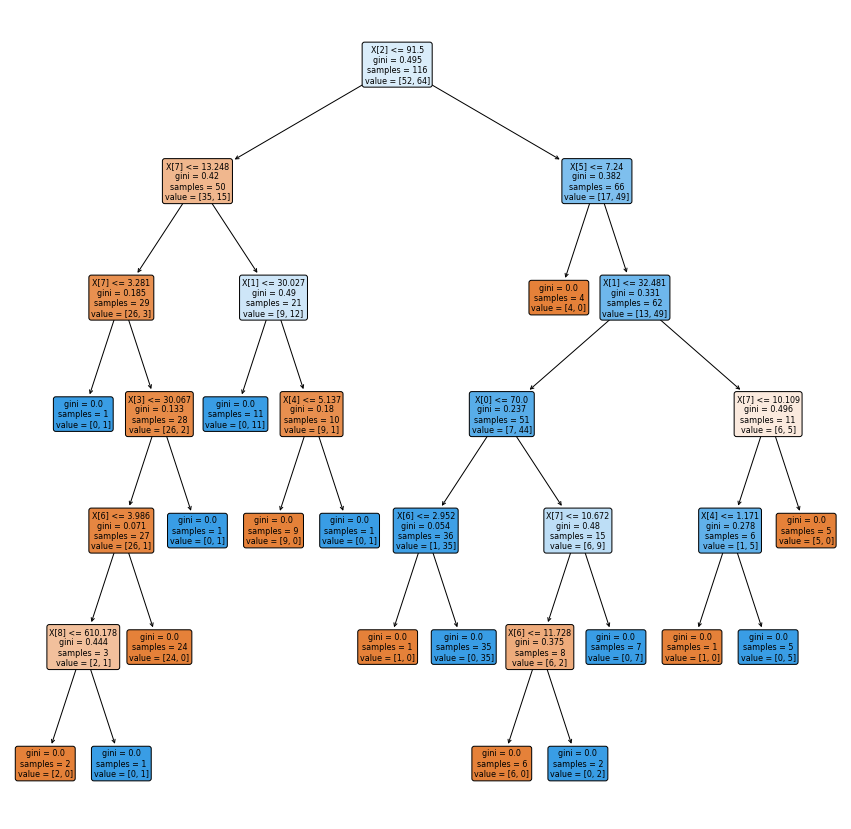 X[2] <= 91.5
gini = 0.495
samples = 116
value = [52, 64]
X[7] <= 13.248
gini = 0.42
samples = 50
value = [35, 15]
X[5] <= 7.24
gini = 0.382
samples = 66
value = [17, 49]
X[7] <= 3.281
gini = 0.185
samples = 29
value = [26, 3]
X[1] <= 30.027
gini = 0.49
samples = 21
value = [9, 12]
gini = 0.0
samples = 4
value = [4, 0]
X[1] <= 32.481
gini = 0.331
samples = 62
value = [13, 49]
gini = 0.0
samples = 1
value = [0, 1]
X[3] <= 30.067
gini = 0.133
samples = 28
value = [26, 2]
gini = 0.0
samples = 11
value = [0, 11]
X[4] <= 5.137
gini = 0.18
samples = 10
value = [9, 1]
X[0] <= 70.0
gini = 0.237
samples = 51
value = [7, 44]
X[7] <= 10.109
gini = 0.496
samples = 11
value = [6, 5]
X[6] <= 3.986
gini = 0.071
samples = 27
value = [26, 1]
gini = 0.0
samples = 1
value = [0, 1]
gini = 0.0
samples = 9
value = [9, 0]
gini = 0.0
samples = 1
value = [0, 1]
X[6] <= 2.952
gini = 0.054
samples = 36
value = [1, 35]
X[7] <= 10.672
gini = 0.48
samples = 15
value = [6, 9]
X[4] <= 1.171
gini = 0.278
samples = 6
value = [1, 5]
gini = 0.0
samples = 5
value = [5, 0]
X[8] <= 610.178
gini = 0.444
samples = 3
value = [2, 1]
gini = 0.0
samples = 24
value = [24, 0]
gini = 0.0
samples = 1
value = [1, 0]
gini = 0.0
samples = 35
value = [0, 35]
X[6] <= 11.728
gini = 0.375
samples = 8
value = [6, 2]
gini = 0.0
samples = 7
value = [0, 7]
gini = 0.0
samples = 1
value = [1, 0]
gini = 0.0
samples = 5
value = [0, 5]
gini = 0.0
samples = 2
value = [2, 0]
gini = 0.0
samples = 1
value = [0, 1]
gini = 0.0
samples = 6
value = [6, 0]
gini = 0.0
samples = 2
value = [0, 2]